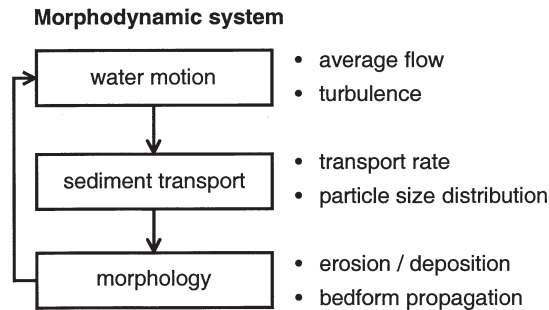 Morphodynamic system
water motion
• average flow
• turbulence
sediment transport
• transport rate
• particle size distribution
morphology
• erosion / deposition
• bedform propagation